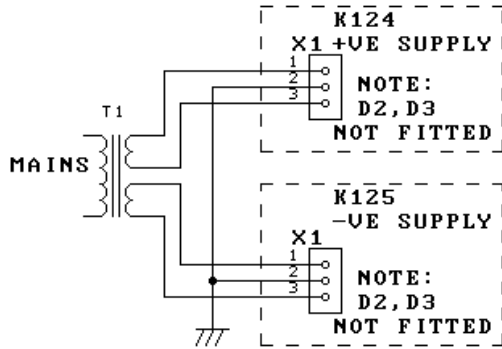 K124
X1 +VE SUPPLY
1
2
3
NOTE:
D2,D3
NOT FITTED
T1
MAINS
K125
-VE SUPPLY
X1
1
2
3
NOTE:
D2,D3
NOT FITTED